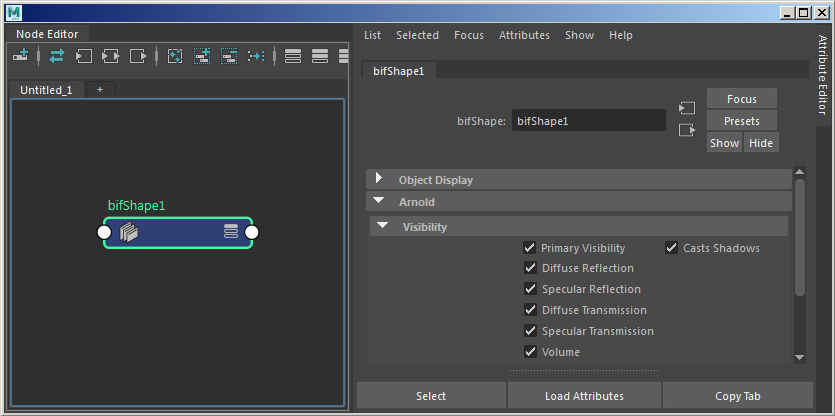 M
Node Editor
Untitled_1 +
bifShape1
List Selected Focus Attributes Show Help
bifShape1
bifShape: bifShape1
Focus
Presets
Show Hide
Object Display
Arnold
Visibility
Primary Visibility Casts Shadows
Diffuse Reflection
Specular Reflection
Diffuse Transmission
Specular Transmission
Volume
Select Load Attributes Copy Tab
Attribute Editor